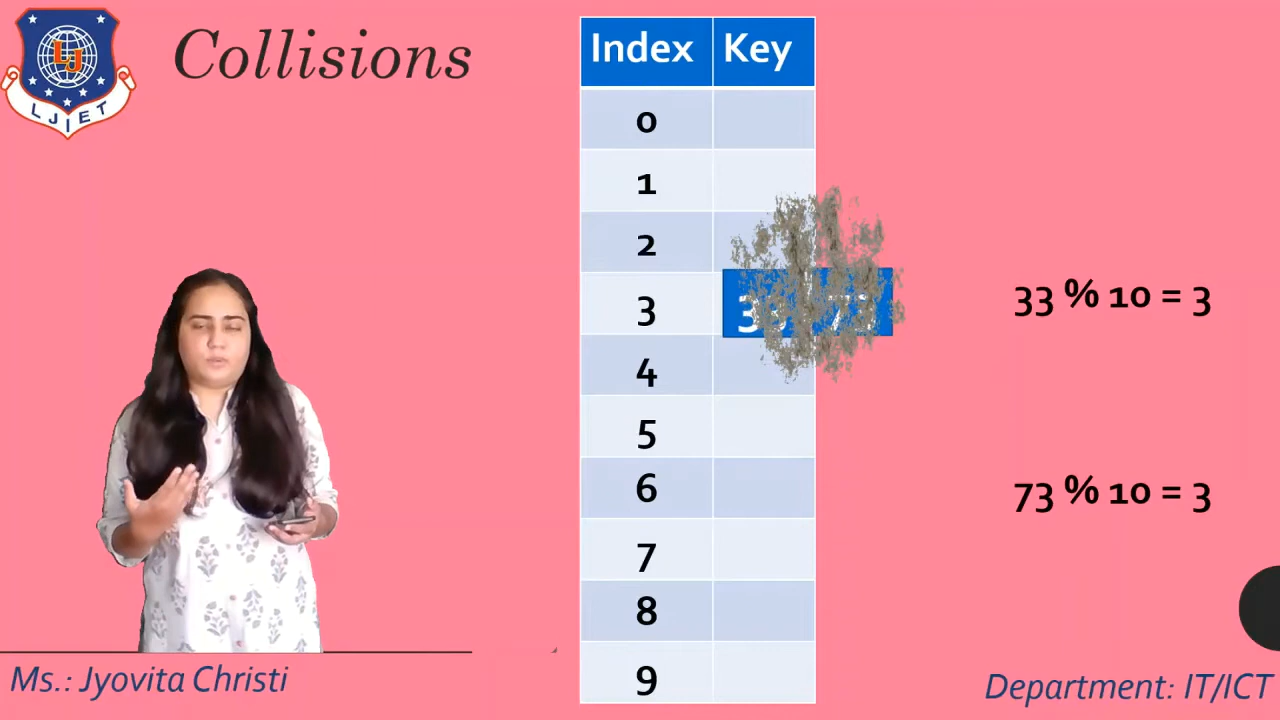 LJ
LJIET
Collisions
Index Key
0
1
2
3
4
5
6
7
8
9
33 % 10 = 3
73 % 10 = 3
Ms.: Jyovita Christi
Department: IT/ICT